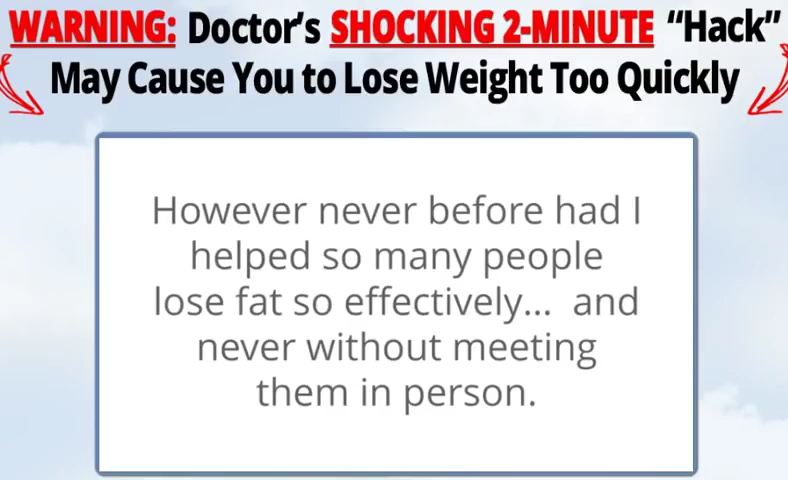 WARNING: Doctor's SHOCKING 2-MINUTE “Hack”
May Cause You to Lose Weight Too Quickly
However never before had I
helped so many people
lose fat so effectively... and
never without meeting
them in person.